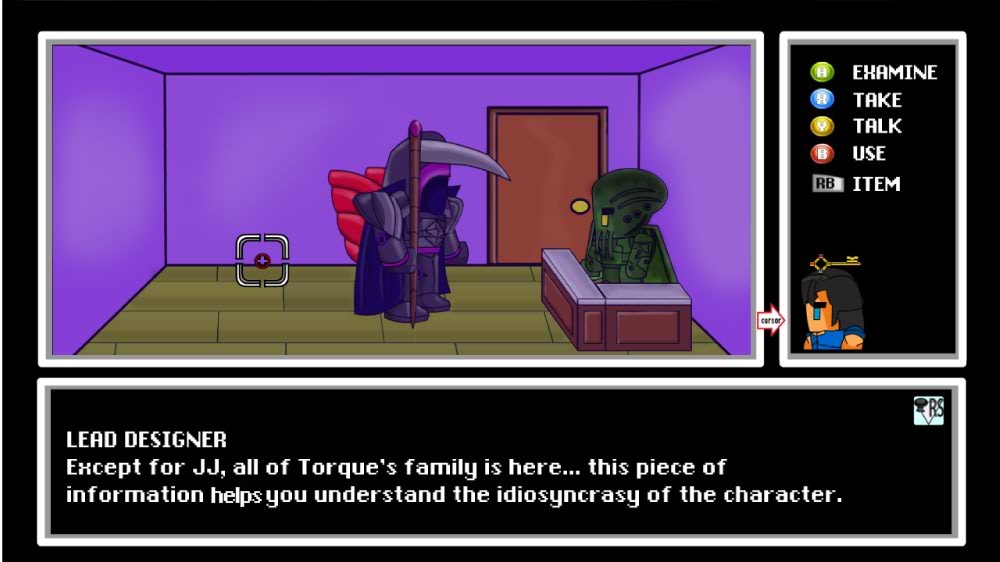 A EXAMINE
X TAKE
Y TALK
B USE
RB ITEM
cursor
RS
LEAD DESIGNER
Except for JJ, all of Torque's family is here... this piece of
information helps you understand the idiosyncrasy of the character.